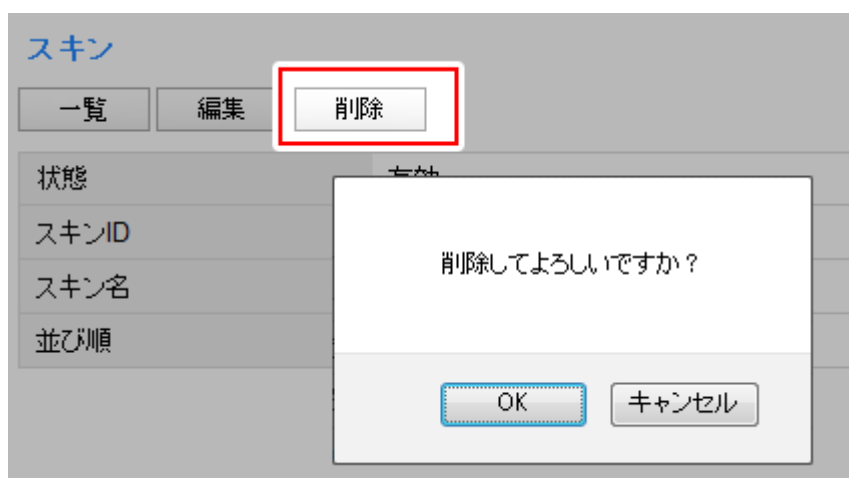 スキン
一覧 編集 削除
状態 有効
スキンID
スキン名
並び順
削除してよろしいですか？
OK キャンセル